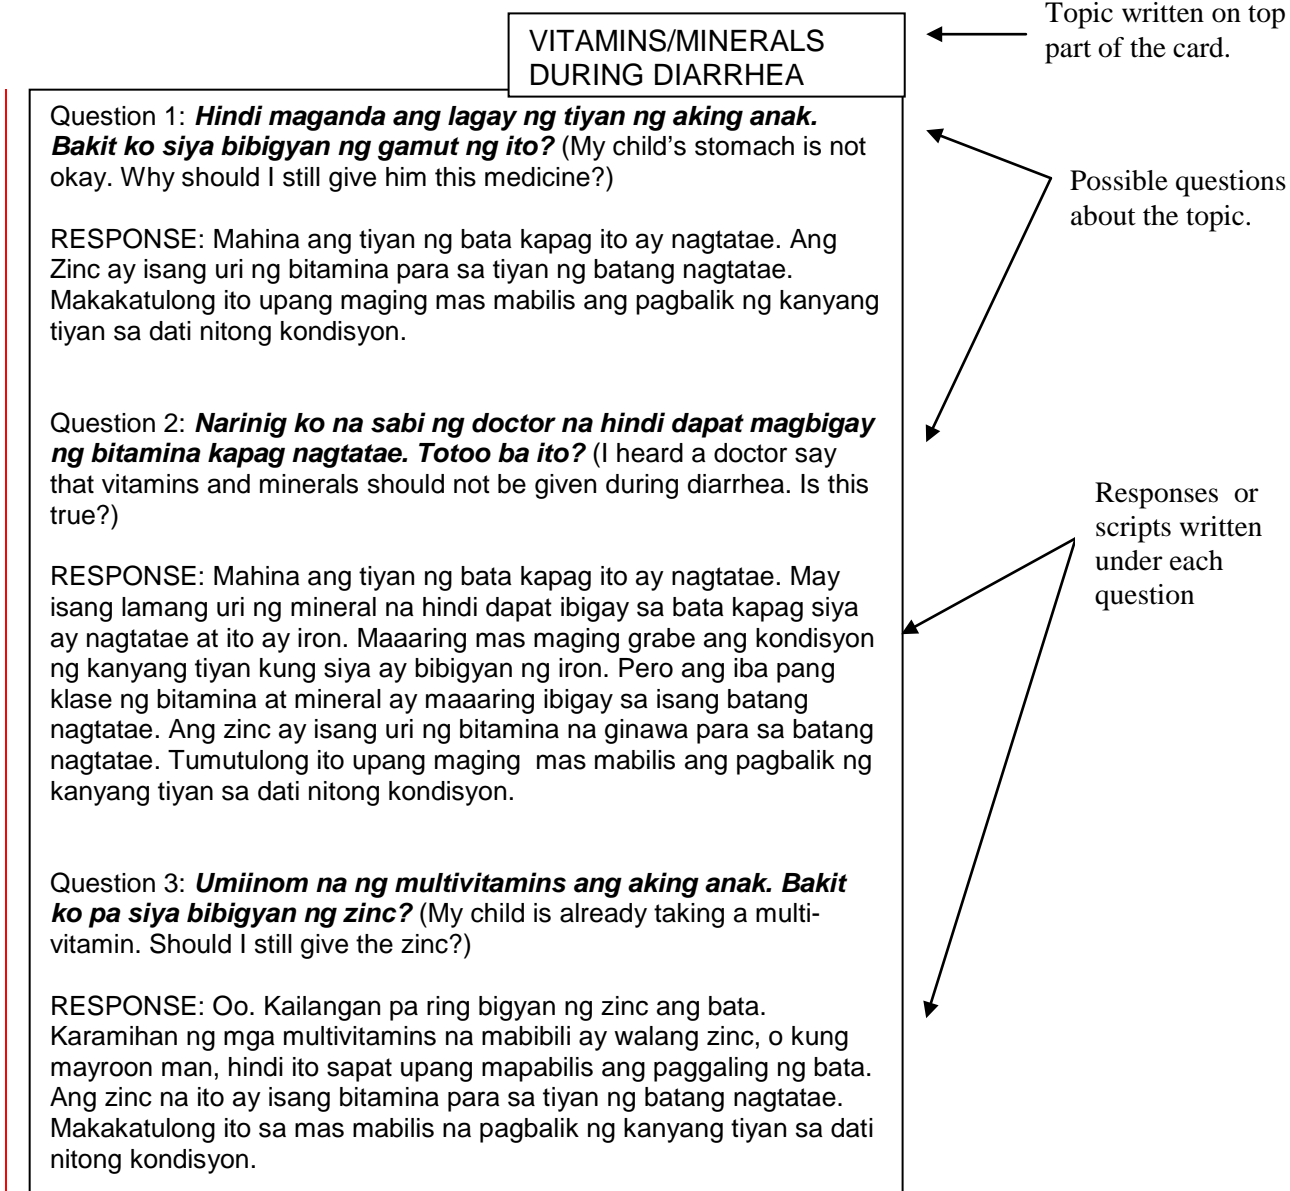 Topic written on top
part of the card.
VITAMINS/MINERALS
DURING DIARRHEA
Question 1: Hindi maganda ang lagay ng tiyan ng aking anak.
Bakit ko siya bibigyan ng gamut ng ito? (My child's stomach is not
okay. Why should I still give him this medicine?)
Possible questions
about the topic.
RESPONSE: Mahina ang tiyan ng bata kapag ito ay nagtatae. Ang
Zinc ay isang uri ng bitamina para sa tiyan ng batang nagtatae.
Makakatulong ito upang maging mas mabilis ang pagbalik ng kanyang
tiyan sa dati nitong kondisyon.
Question 2: Narinig ko na sabi ng doctor na hindi dapat magbigay
ng bitamina kapag nagtatae. Totoo ba ito? (I heard a doctor say
that vitamins and minerals should not be given during diarrhea. Is this
true?)
Responses or
scripts written
under each
question
RESPONSE: Mahina ang tiyan ng bata kapag ito ay nagtatae. May
isang lamang uri ng mineral na hindi dapat ibigay sa bata kapag siya
ay nagtatae at ito ay iron. Maaaring mas maging grabe ang kondisyon
ng kanyang tiyan kung siya ay bibigyan ng iron. Pero ang iba pang
klase ng bitamina at mineral ay maaaring ibigay sa isang batang
nagtatae. Ang zinc ay isang uri ng bitamina na ginawa para sa batang
nagtatae. Tumutulong ito upang maging mas mabilis ang pagbalik ng
kanyang tiyan sa dati nitong kondisyon.
Question 3: Umiinom na ng multivitamins ang aking anak. Bakit
ko pa siya bibigyan ng zinc? (My child is already taking a multi-
vitamin. Should I still give the zinc?)
RESPONSE: Oo. Kailangan pa ring bigyan ng zinc ang bata.
Karamihan ng mga multivitamins na mabibili ay walang zinc, o kung
mayroon man, hindi ito sapat upang mapabilis ang paggaling ng bata.
Ang zinc na ito ay isang bitamina para sa tiyan ng batang nagtatae.
Makakatulong ito sa mas mabilis na pagbalik ng kanyang tiyan sa dati
nitong kondisyon.